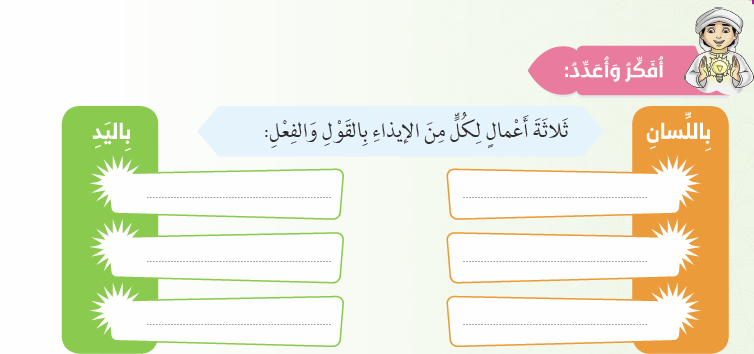 أُفَكِّرُ وَأُعَدِّدُ:
ثَلاثَةَ أَعْمالٍ لِكُلٍّ مِنَ الإيذاءِ بِالقَوْلِ وَالفِعْلِ:
بِاللِّسانِ
بِاليَدِ